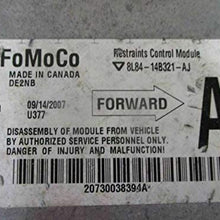 FoMoCo
Restraints Control Module
8L84-14B321-AJ
MADE IN CANADA
DE2NB
09/14/2007
U377
FORWARD
A
DISASSEMBLY OF MODULE FROM VEHICLE
BY AUTHORIZED SERVICE PERSONNEL ONLY.
DANGER OF INJURY AND MALFUNCTION!
20730038394A